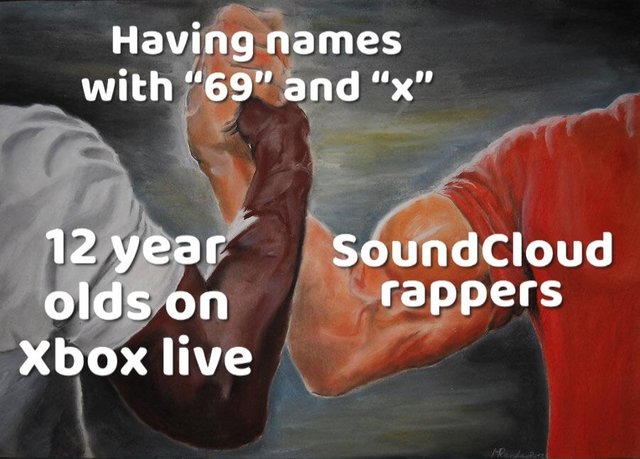 Having names
with “69” and “x”
12 year
olds on
Xbox live
SoundCloud
rappers